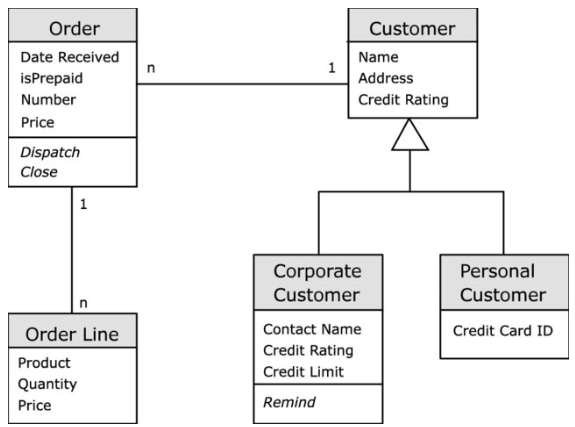 Order
Date Received
isPrepaid
Number
Price
Dispatch
Close
n
1
Customer
Name
Address
Credit Rating
1
n
Order Line
Product
Quantity
Price
Corporate
Customer
Contact Name
Credit Rating
Credit Limit
Remind
Personal
Customer
Credit Card ID